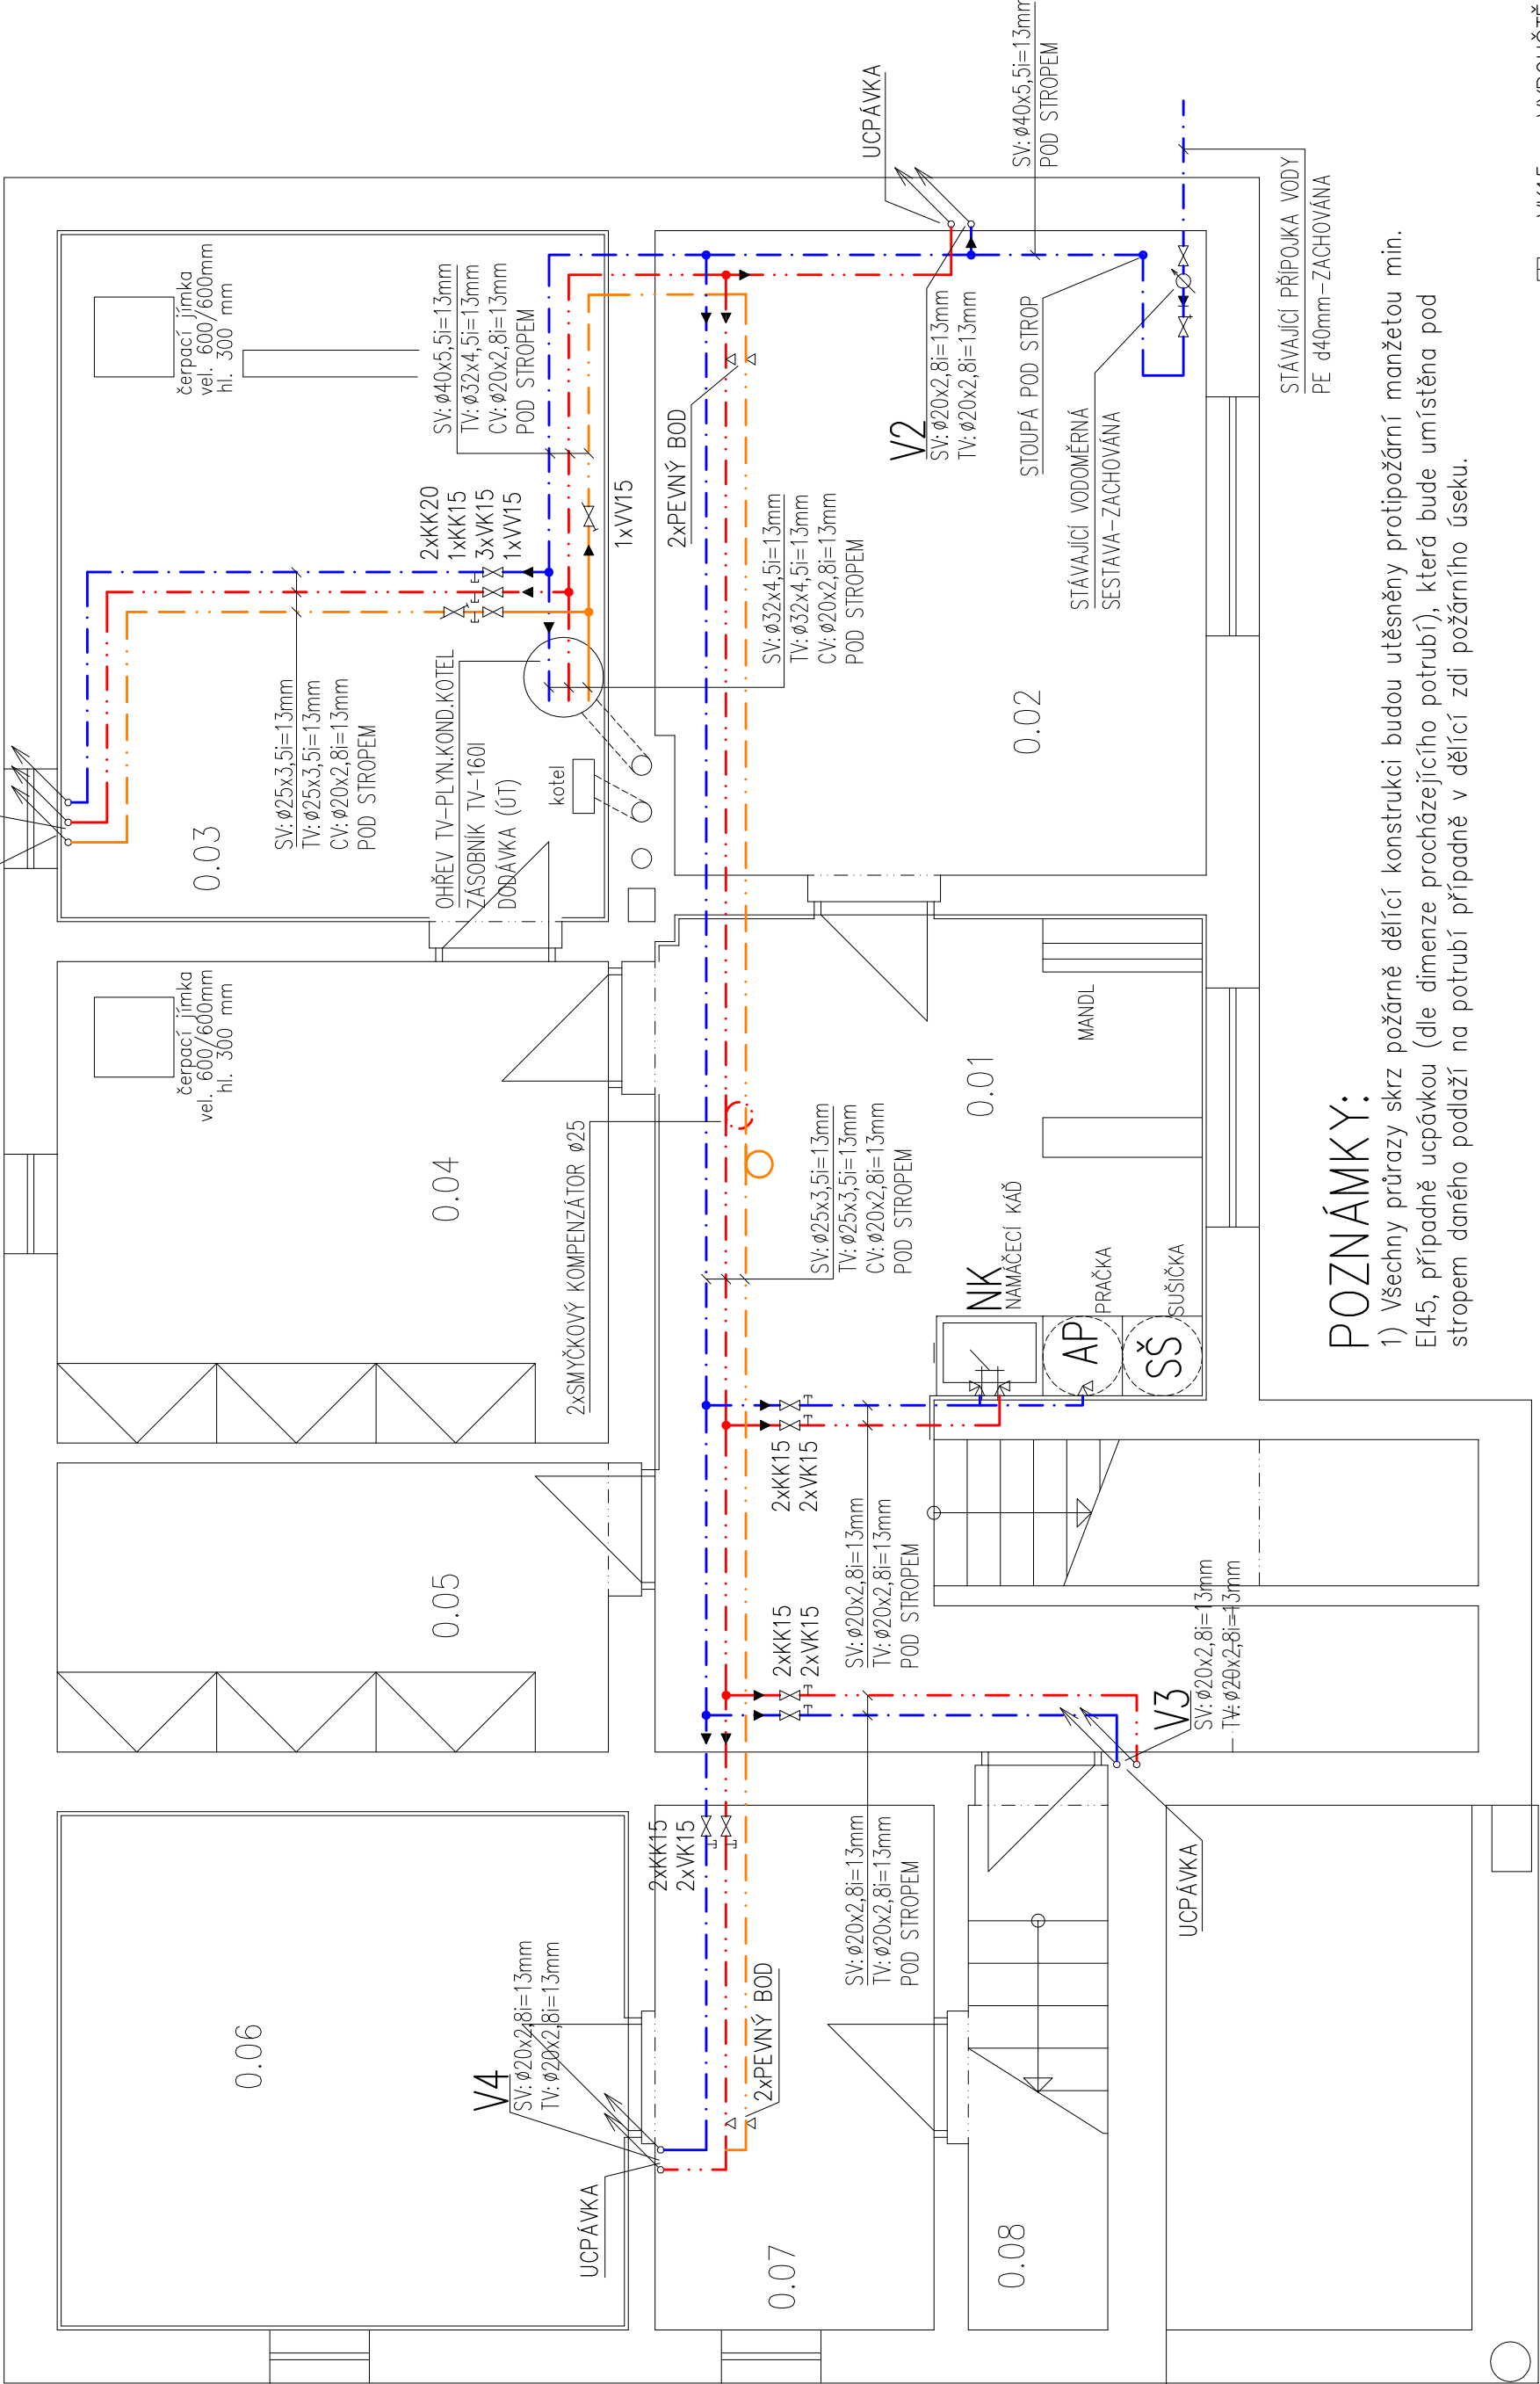 čerpací jímka
vel. 600/600mm
hl. 300 mm
UCPÁVKA
SV:ø40x5,5i=13mm
POD STROPEM
SV:ø40x5,5i=13mm
TV:ø32x4,5i=13mm
CV:ø20x2,8i=13mm
POD STROPEM
2xKK20
1xKK15
3xVK15
1xVV15
1xVV15
2xPEVNÝ BOD
V2
SV:ø20x2,8i=13mm
TV:ø20x2,8i=13mm
STOUPÁ POD STROP
STÁVAJÍCÍ VODOMĚRNÁ
SESTAVA-ZACHOVÁNA
STÁVAJÍCÍ PŘÍPOJKA VODY
PE d40mm-ZACHOVÁNA
SV:ø32x4,5i=13mm
TV:ø32x4,5i=13mm
CV:ø20x2,8i=13mm
POD STROPEM
0.02
0.03
SV:ø25x3,5i=13mm
TV:ø25x3,5i=13mm
CV:ø20x2,8i=13mm
POD STROPEM
OHŘEV TV-PLYN.KOND.KOTEL
ZÁSOBNÍK TV-160l
DODÁVKA (ÚT)
kotel
čerpací jímka
vel. 600/600mm
hl. 300 mm
0.04
2xSMYČKOVÝ KOMPENZÁTOR ø25
SV:ø25x3,5i=13mm
TV:ø25x3,5i=13mm
CV:ø20x2,8i=13mm
POD STROPEM
0.01
MANDL
NK
NAMÁČECÍ KÁĎ
AP
PRAČKA
SŠ
SUŠIČKA
2xKK15
2xVK15
SV:ø20x2,8i=13mm
TV:ø20x2,8i=13mm
POD STROPEM
0.05
2xKK15
2xVK15
V3
SV:ø20x2,8i=13mm
TV:ø20x2,8i=13mm
UCPÁVKA
2xKK15
2xVK15
SV:ø20x2,8i=13mm
TV:ø20x2,8i=13mm
POD STROPEM
2xPEVNÝ BOD
0.06
V4
SV:ø20x2,8i=13mm
TV:ø20x2,8i=13mm
UCPÁVKA
0.07
0.08
POZNÁMKY:
1) Všechny průrazy skrz požárně dělící konstrukci budou utěsněny protipožární manžetou min.
EI45, případně ucpávkou (dle dimenze procházejícího potrubí), která bude umístěna pod
stropem daného podlaží na potrubí případně v dělící zdi požárního úseku.